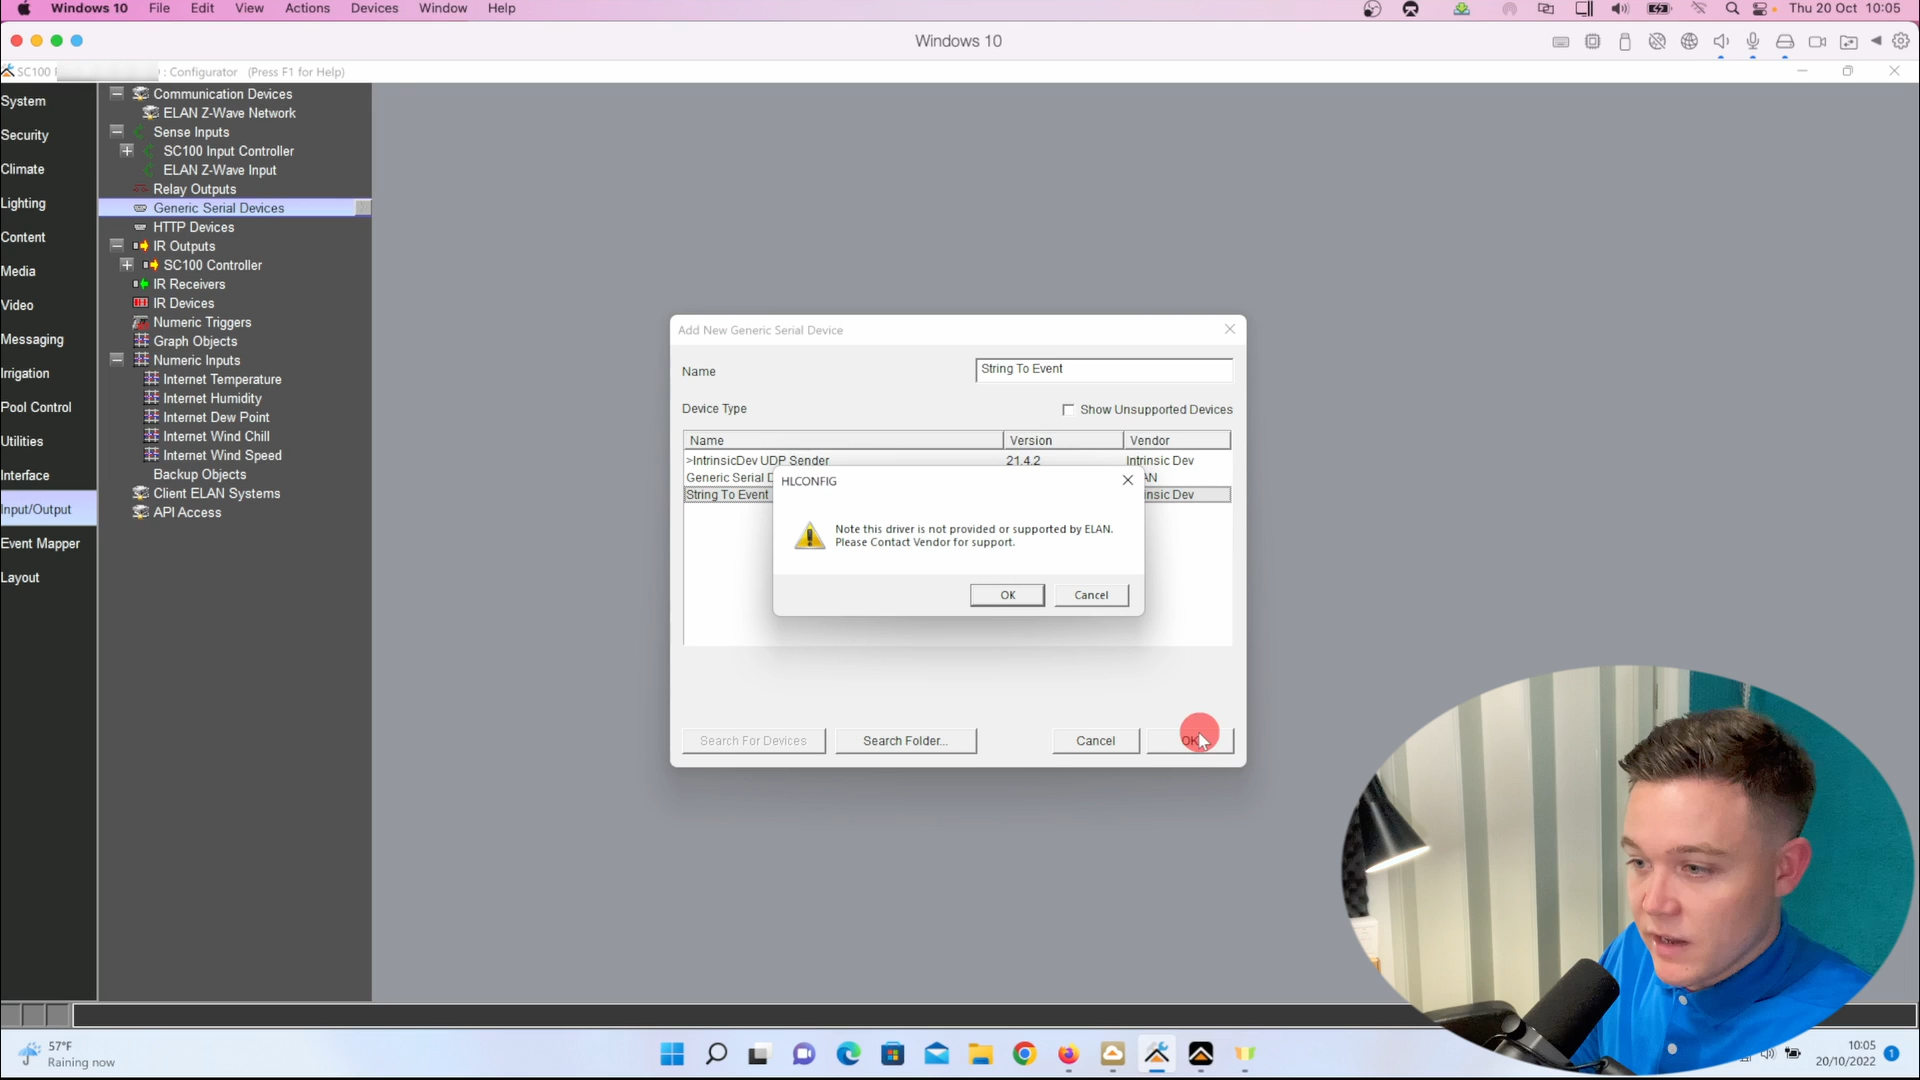 Windows 10 File Edit View Actions Devices Window Help Thu 20 Oct 10:05
Windows 10
SC100 : Configurator (Press F1 for Help)
System
Security
Climate
Lighting
Content
Media
Video
Messaging
Irrigation
Pool Control
Utilities
Interface
Input/Output
Event Mapper
Layout
Communication Devices
ELAN Z-Wave Network
Sense Inputs
SC100 Input Controller
ELAN Z-Wave Input
Relay Outputs
Generic Serial Devices
HTTP Devices
IR Outputs
SC100 Controller
IR Receivers
IR Devices
Numeric Triggers
Graph Objects
Numeric Inputs
Internet Temperature
Internet Humidity
Internet Dew Point
Internet Wind Chill
Internet Wind Speed
Backup Objects
Client ELAN Systems
API Access
Add New Generic Serial Device
Name String To Event
Device Type Show Unsupported Devices
Name Version Vendor
>IntrinsicDev UDP Sender 21.4.2 Intrinsic Dev
Generic Serial
String To Event Dev
HLCONFIG
Note this driver is not provided or supported by ELAN.
Please Contact Vendor for support.
OK Cancel
Search For Devices Search Folder... Cancel OK
57°F
Raining now
10:05
20/10/2022 1